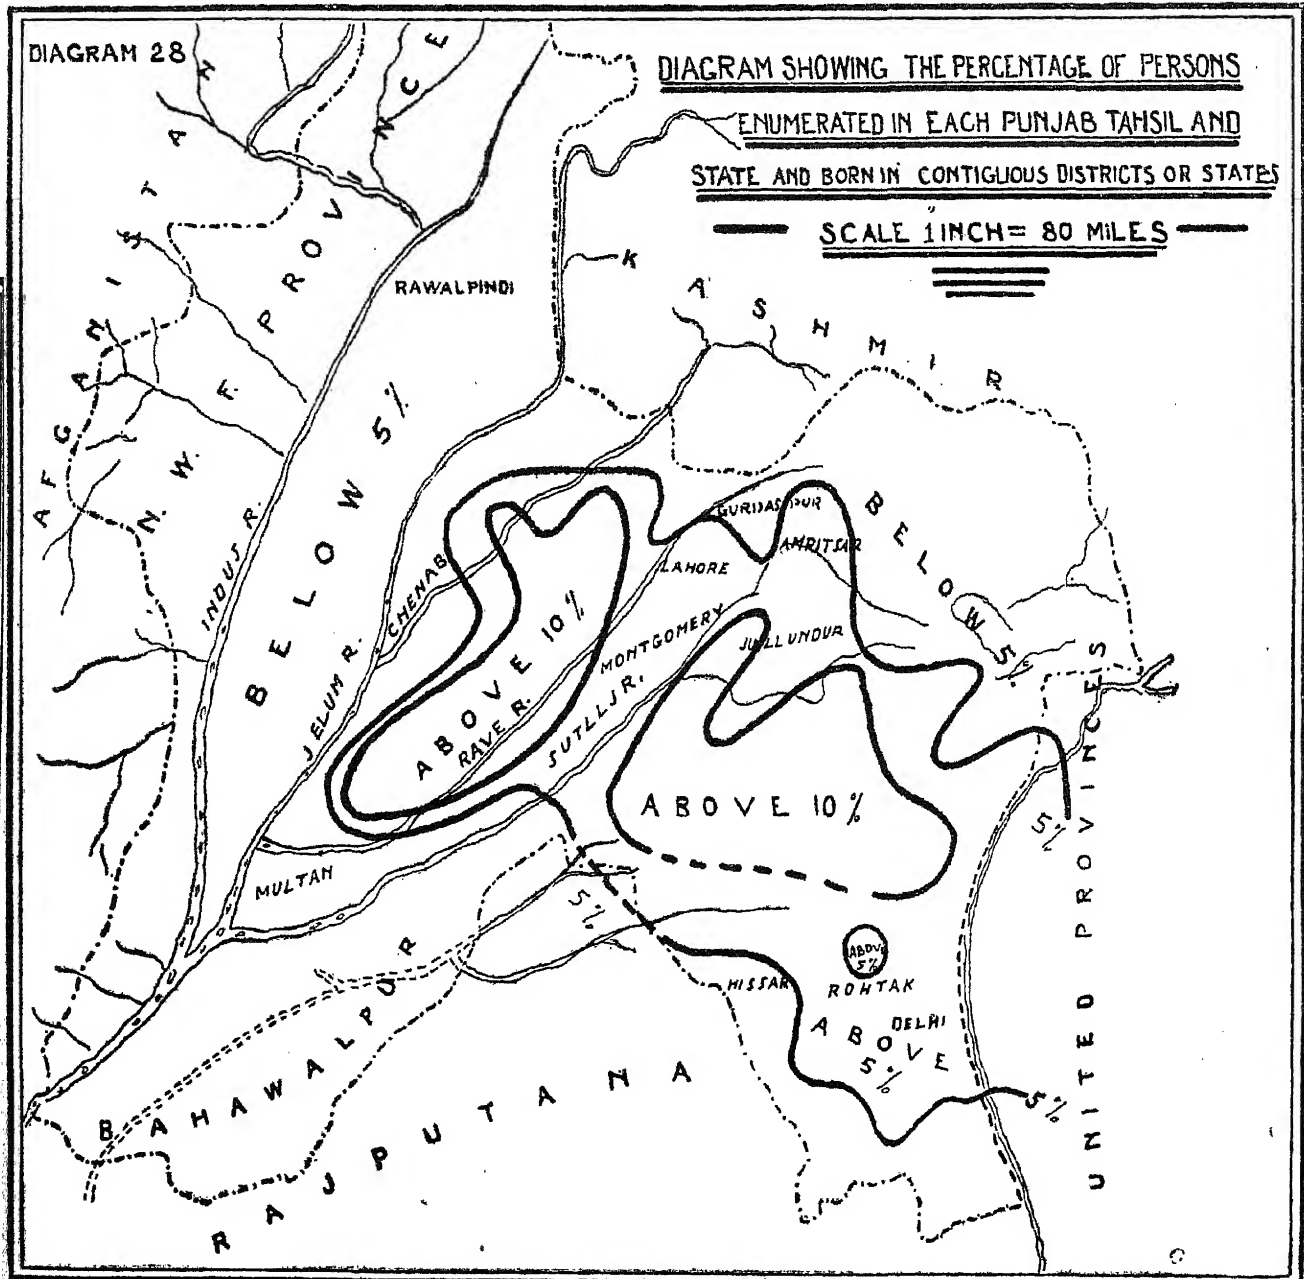 DIAGRAM 28
DIAGRAM SHOWING THE PERCENTAGE OF PERSONS
ENUMERATED IN EACH PUNJAB TAHSIL AND
STATE AND BORN IN CONTIGUOUS DISTRICTS OR STATES
SCALE 1 INCH = 80 MILES
AFGANISTAN
N. W. F. PROVINCE
RAWALPINDI
KASHMIR
BELOW 5%
BELOW 5%
INDUS R.
JELUM R.
CHENAB
GURDASPUR
AMRITSAR
LAHORE
MONTGOMERY
JULLUNDUR
ABOVE 10%
RAVE R.
SUTLLJ R.
ABOVE 10%
5%
MULTAN
5%
ABOVE
5%
HISSAR
ROHTAK
DELHI
ABOVE
5%
5%
BAHAWALPUR
RAJPUTANA
UNITED PROVINCES